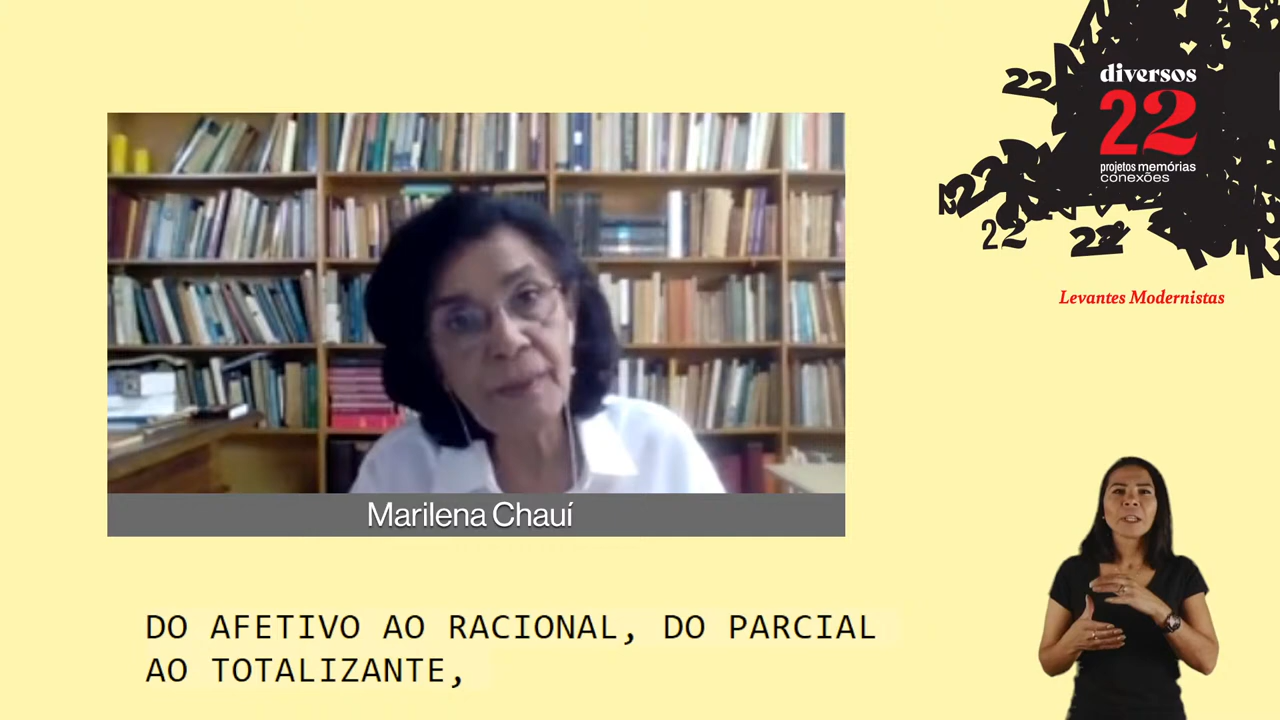 diversos
22
projetos memórias
conexões
22
22
22
22
Levantes Modernistas
Marilena Chauí
DO AFETIVO AO RACIONAL, DO PARCIAL
AO TOTALIZANTE,